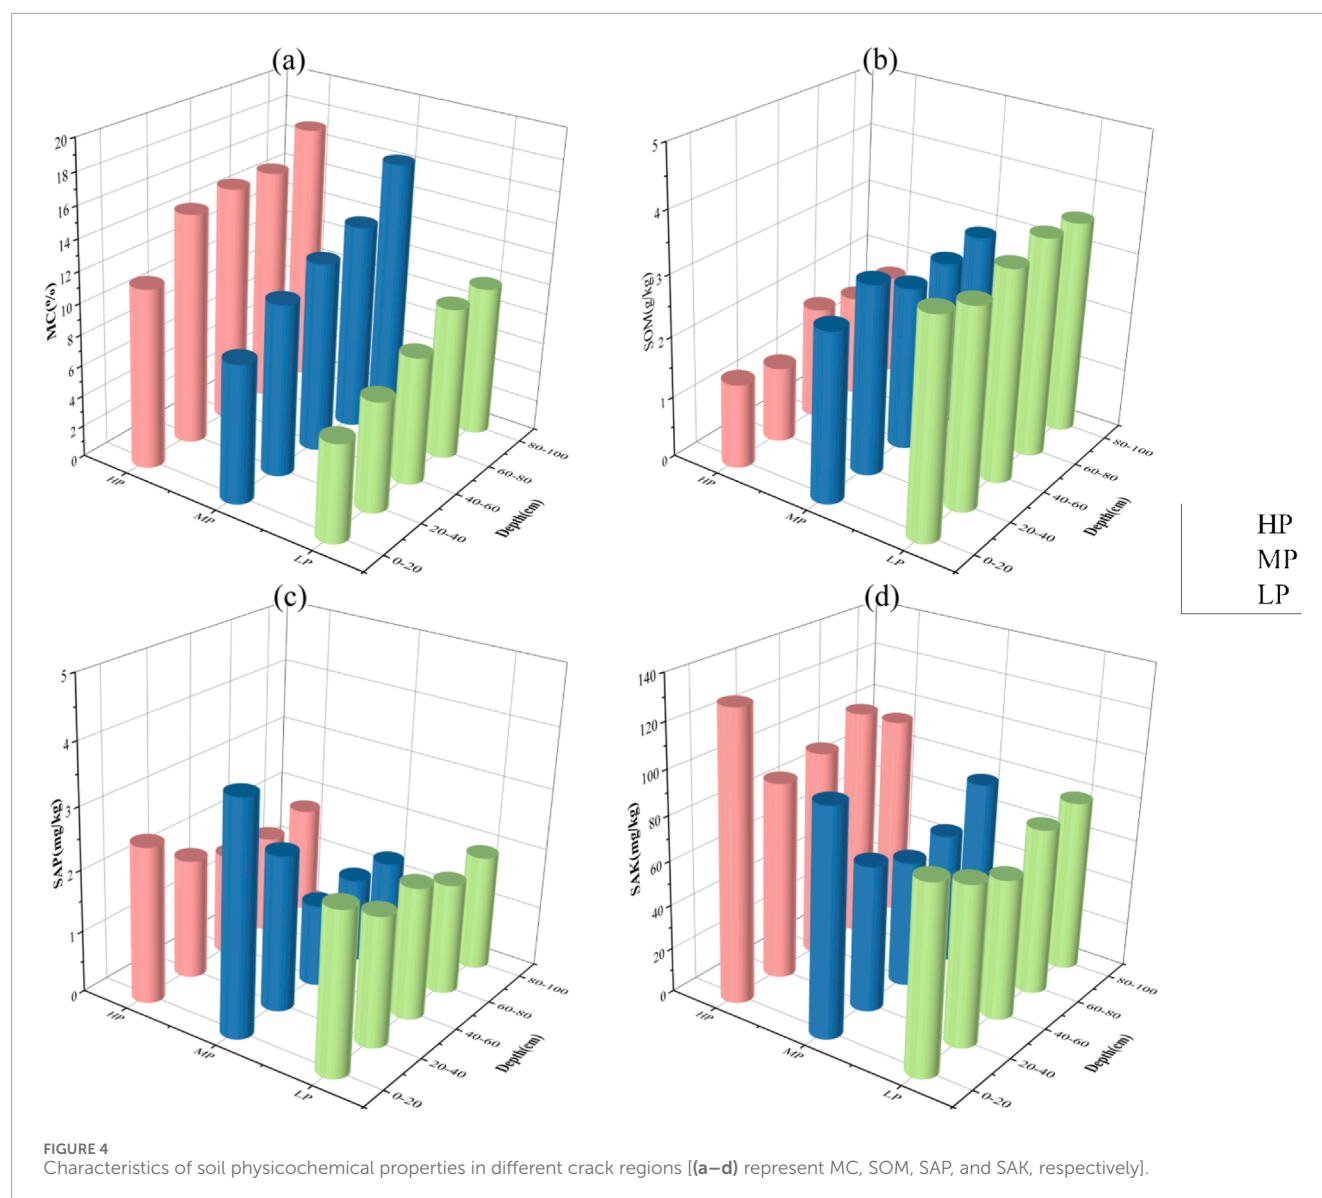 (a)
20
18
16
14
12
10
8
6
4
2
0
MC(%)
HP
MP
LP
0-20
20-40
40-60
60-80
80-100
Depth(cm)
(b)
5
4
3
2
1
0
SOM(g/kg)
HP
MP
LP
0-20
20-40
40-60
60-80
80-100
Depth(cm)
HP
MP
LP
(c)
5
4
3
2
1
0
SAP(mg/kg)
HP
MP
LP
0-20
20-40
40-60
60-80
80-100
Depth(cm)
(d)
140
120
100
80
60
40
20
0
SAK(mg/kg)
HP
MP
LP
0-20
20-40
40-60
60-80
80-100
Depth(cm)
FIGURE 4
Characteristics of soil physicochemical properties in different crack regions [(a–d) represent MC, SOM, SAP, and SAK, respectively].